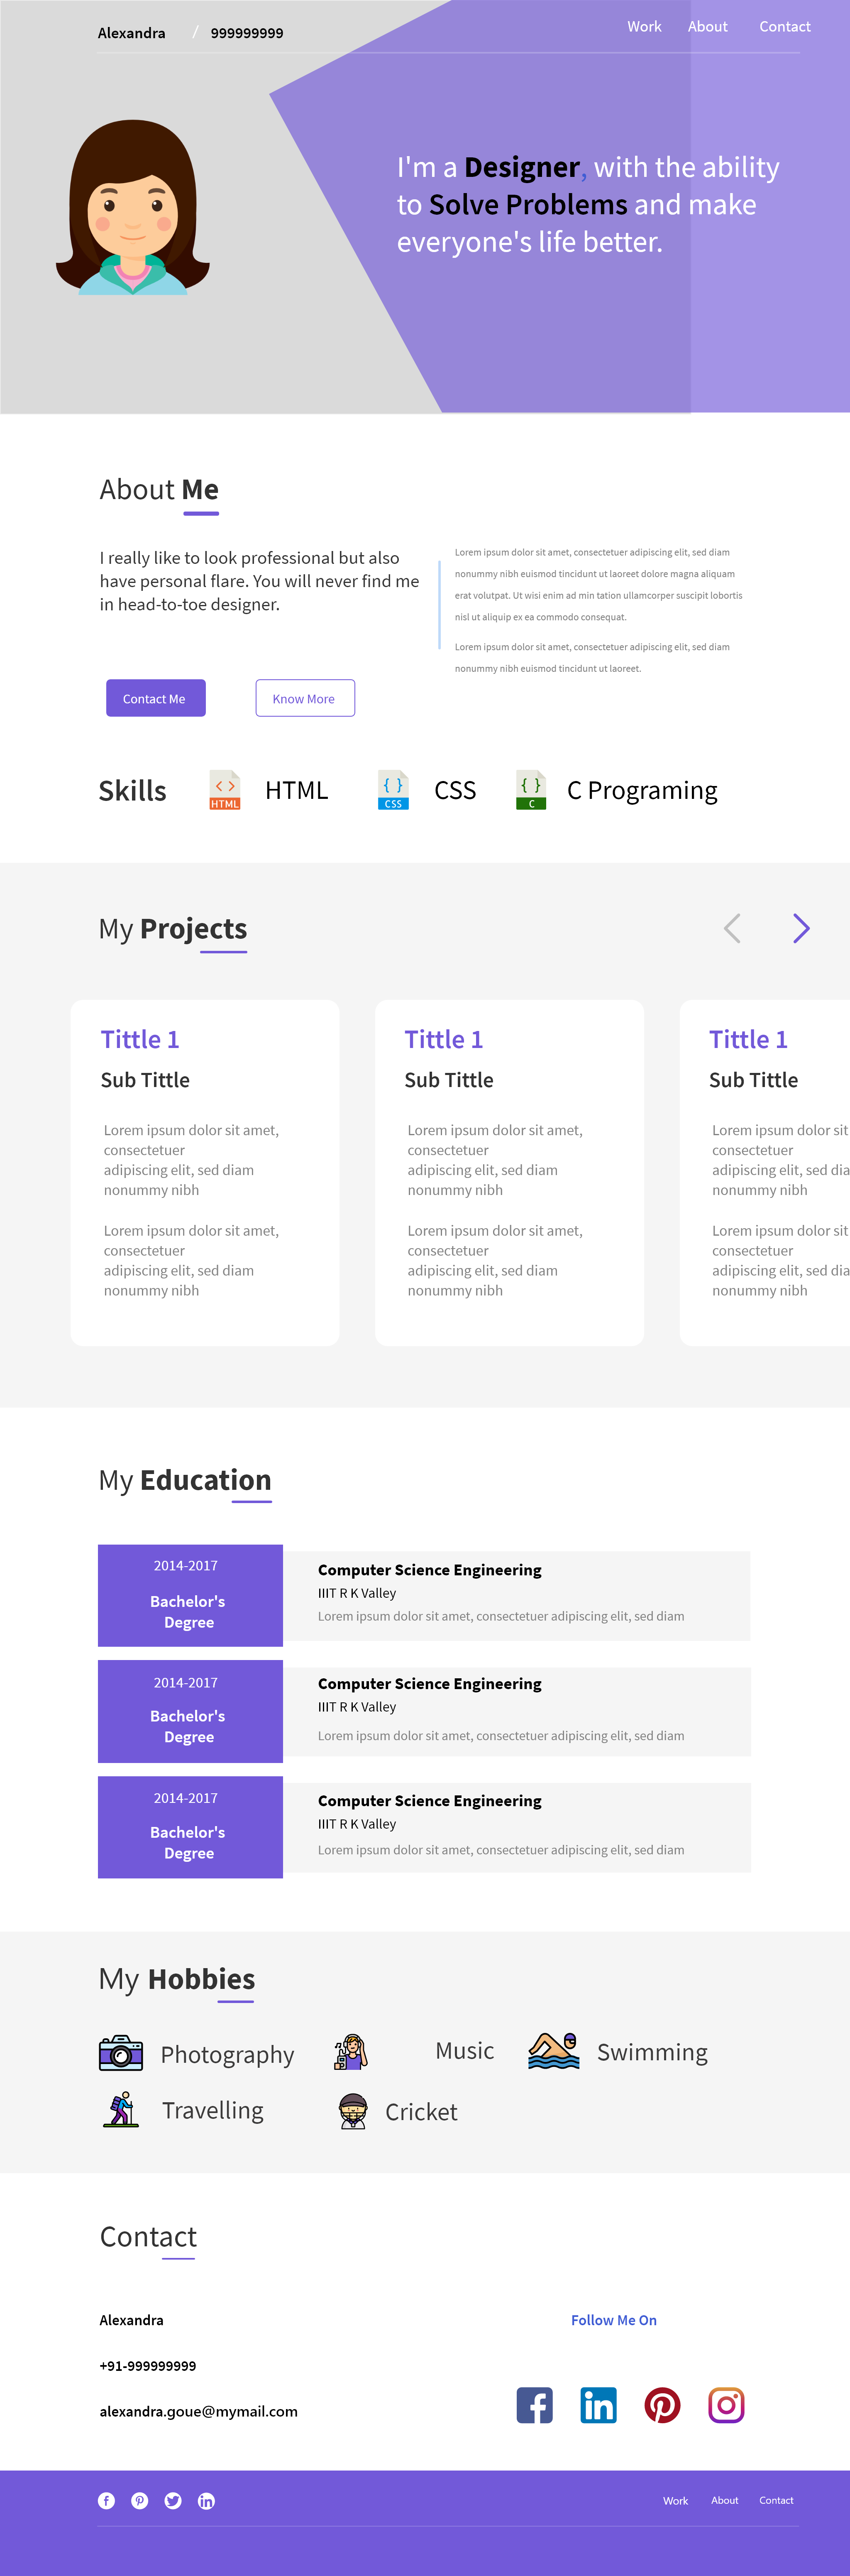 Alexandra / 999999999
Work About Contact
I'm a Designer, with the ability
to Solve Problems and make
everyone's life better.
About Me
I really like to look professional but also
have personal flare. You will never find me
in head-to-toe designer.
Lorem ipsum dolor sit amet, consectetuer adipiscing elit, sed diam
nonummy nibh euismod tincidunt ut laoreet dolore magna aliquam
erat volutpat. Ut wisi enim ad min tation ullamcorper suscipit lobortis
nisl ut aliquip ex ea commodo consequat.
Lorem ipsum dolor sit amet, consectetuer adipiscing elit, sed diam
nonummy nibh euismod tincidunt ut laoreet.
Contact Me
Know More
Skills
HTML
HTML
CSS
CSS
C
C Programing
My Projects
Tittle 1
Sub Tittle
Lorem ipsum dolor sit amet,
consectetuer
adipiscing elit, sed diam
nonummy nibh
Lorem ipsum dolor sit amet,
consectetuer
adipiscing elit, sed diam
nonummy nibh
Tittle 1
Sub Tittle
Lorem ipsum dolor sit amet,
consectetuer
adipiscing elit, sed diam
nonummy nibh
Lorem ipsum dolor sit amet,
consectetuer
adipiscing elit, sed diam
nonummy nibh
Tittle 1
Sub Tittle
Lorem ipsum dolor sit
consectetuer
adipiscing elit, sed dia
nonummy nibh
Lorem ipsum dolor sit
consectetuer
adipiscing elit, sed dia
nonummy nibh
My Education
2014-2017
Bachelor's
Degree
Computer Science Engineering
IIIT R K Valley
Lorem ipsum dolor sit amet, consectetuer adipiscing elit, sed diam
2014-2017
Bachelor's
Degree
Computer Science Engineering
IIIT R K Valley
Lorem ipsum dolor sit amet, consectetuer adipiscing elit, sed diam
2014-2017
Bachelor's
Degree
Computer Science Engineering
IIIT R K Valley
Lorem ipsum dolor sit amet, consectetuer adipiscing elit, sed diam
My Hobbies
Photography
Music
Swimming
Travelling
Cricket
Contact
Alexandra
Follow Me On
+91-999999999
alexandra.goue@mymail.com
Work About Contact